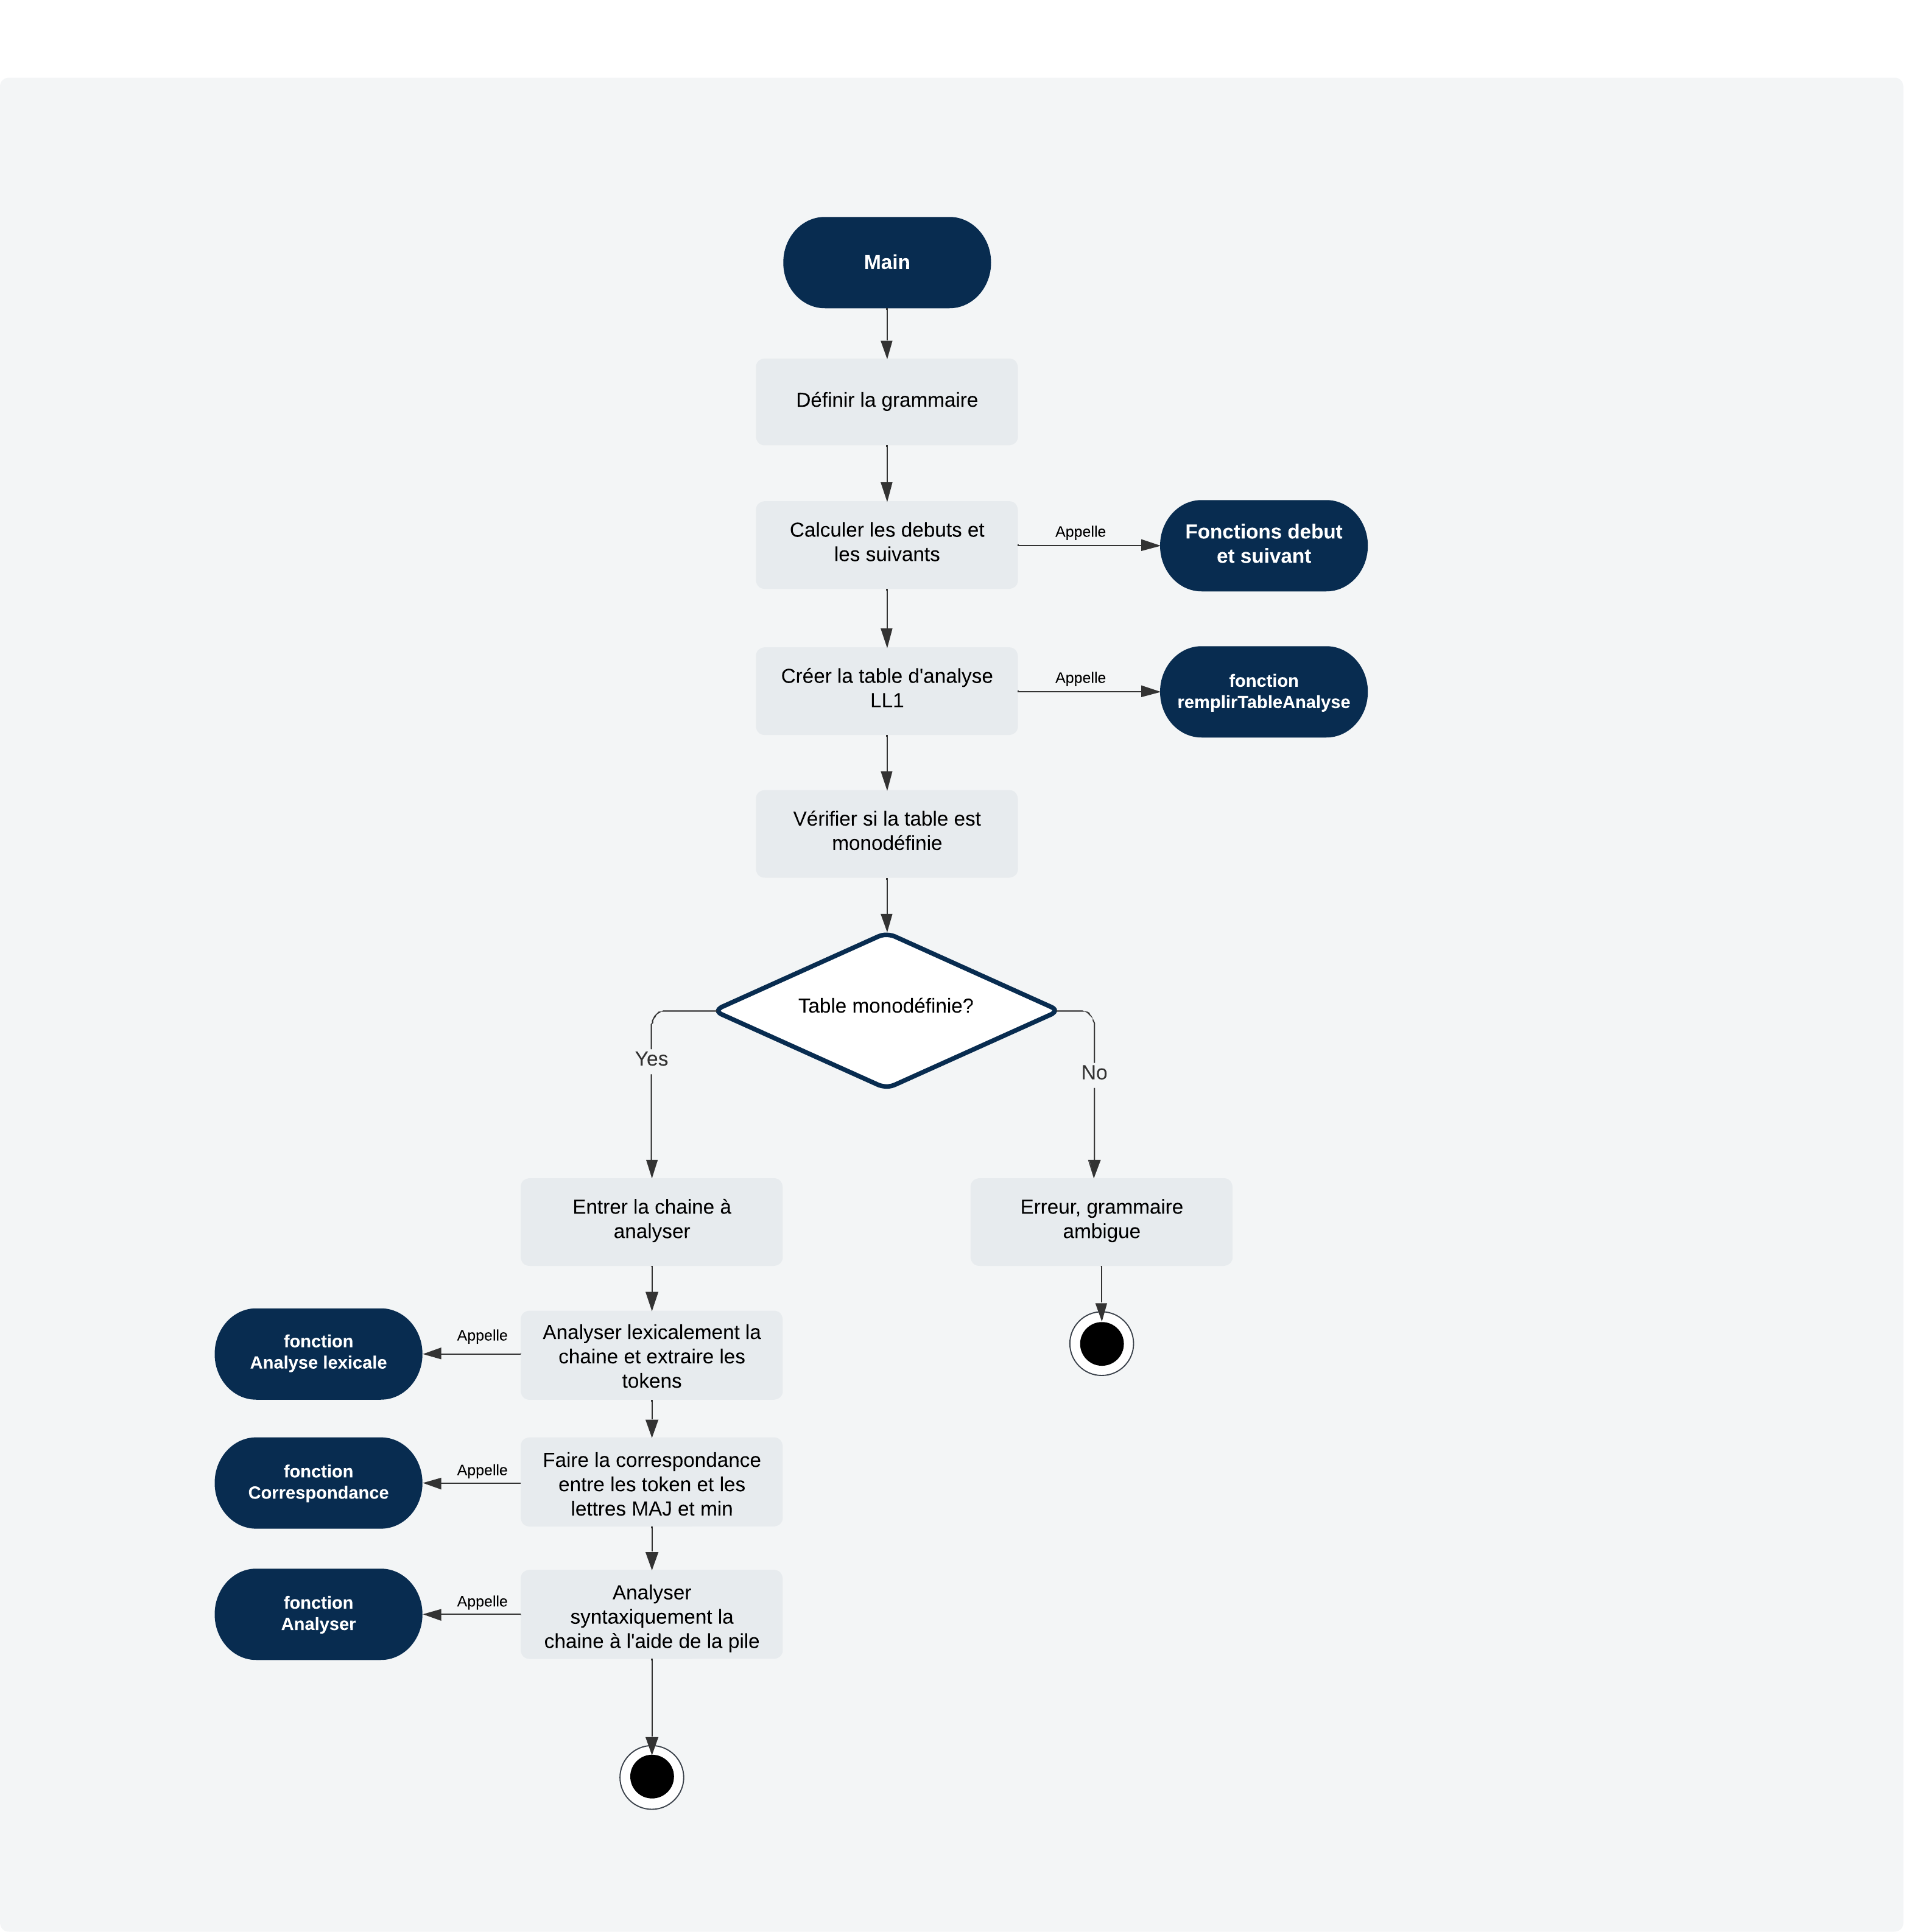 Main
Définir la grammaire
Calculer les debuts et
les suivants
Appelle
Fonctions debut
et suivant
Créer la table d'analyse
LL1
Appelle
fonction
remplirTableAnalyse
Vérifier si la table est
monodéfinie
Table monodéfinie?
Yes
No
Entrer la chaine à
analyser
Erreur, grammaire
ambigue
Analyser lexicalement la
chaine et extraire les
tokens
Appelle
fonction
Analyse lexicale
Faire la correspondance
entre les token et les
lettres MAJ et min
Appelle
fonction
Correspondance
Analyser
syntaxiquement la
chaine à l'aide de la pile
Appelle
fonction
Analyser